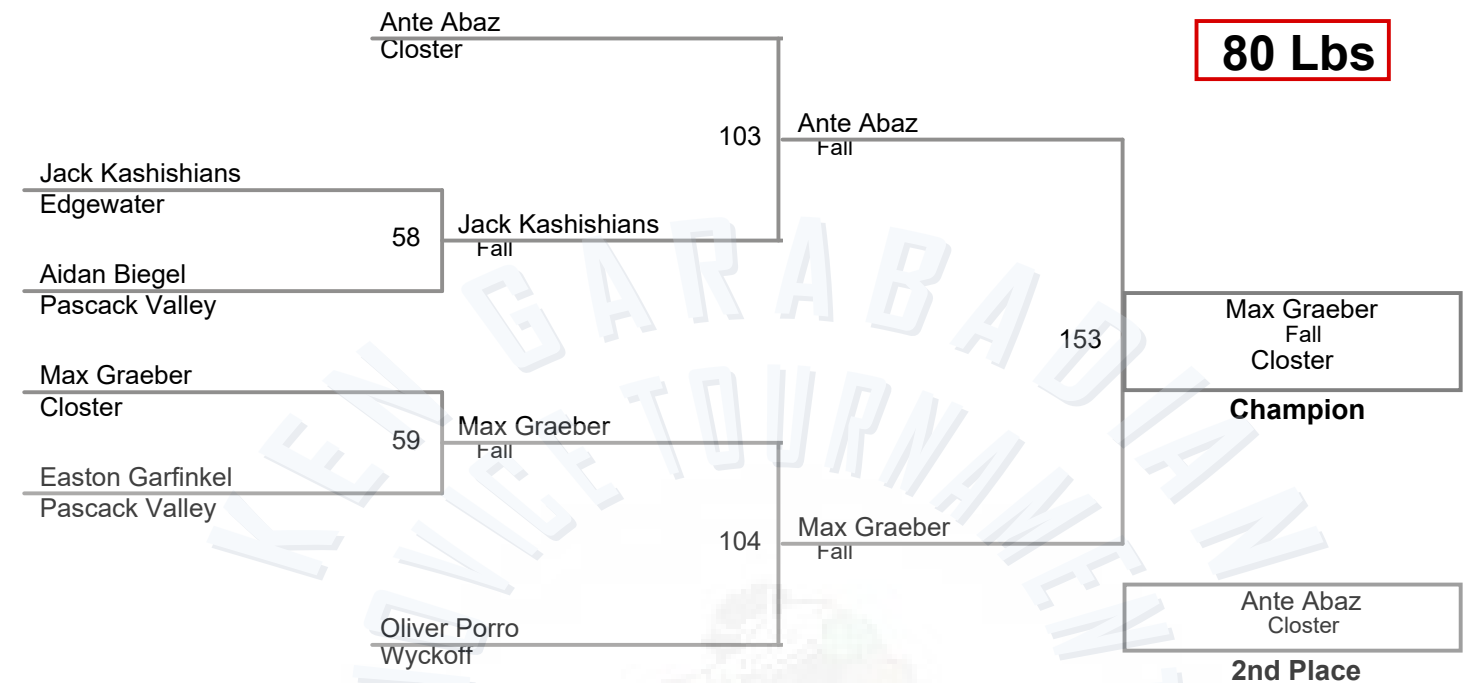 Ante Abaz
Closter
80 Lbs
103
Ante Abaz
Fall
Jack Kashishians
Edgewater
58
Jack Kashishians
Fall
Aidan Biegel
Pascack Valley
153
Max Graeber
Fall
Closter
Champion
Max Graeber
Closter
59
Max Graeber
Fall
Easton Garfinkel
Pascack Valley
104
Max Graeber
Fall
Oliver Porro
Wyckoff
Ante Abaz
Closter
2nd Place
KEN GARABADIAN
NOVICE TOURNAMENT